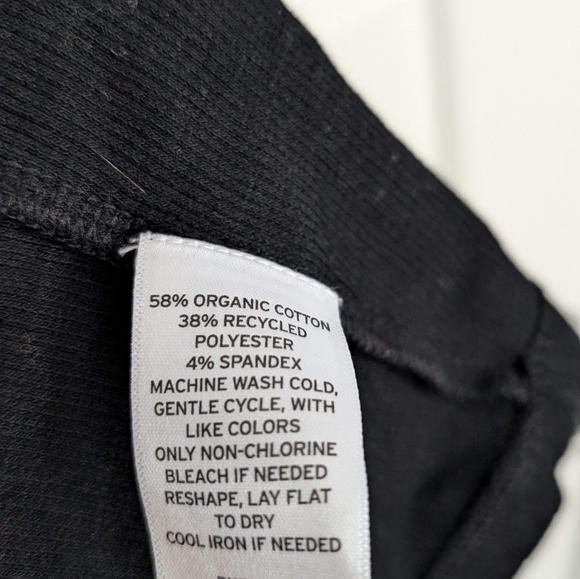 58% ORGANIC COTTON
38% RECYCLED
POLYESTER
4% SPANDEX
MACHINE WASH COLD,
GENTLE CYCLE, WITH
LIKE COLORS
ONLY NON-CHLORINE
BLEACH IF NEEDED
RESHAPE, LAY FLAT
TO DRY
COOL IRON IF NEEDED